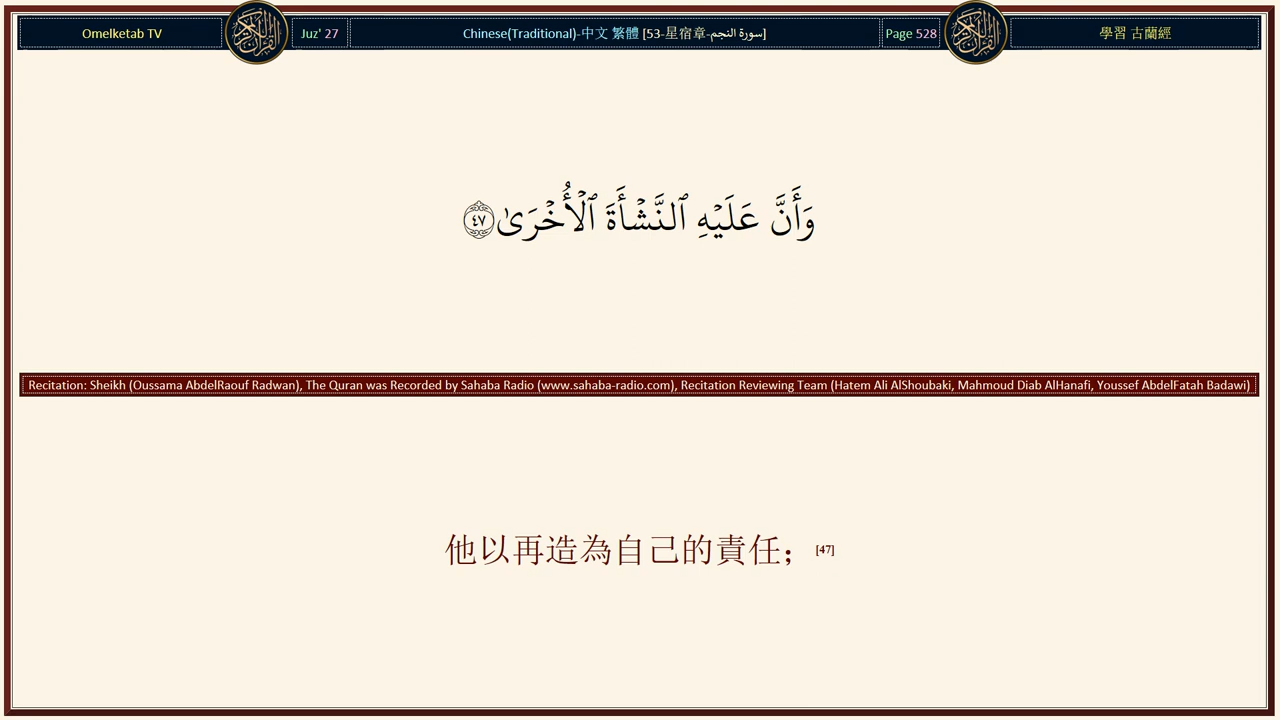 Omelketab TV
Juz' 27
Chinese(Traditional)-中文 繁體 [53-星宿章-سورة النجم]
Page 528
學習 古蘭經
وَأَنَّ عَلَيۡهِ ٱلنَّشۡأَةَ ٱلۡأُخۡرَىٰ ٤٧
Recitation: Sheikh (Oussama AbdelRaouf Radwan), The Quran was Recorded by Sahaba Radio (www.sahaba-radio.com), Recitation Reviewing Team (Hatem Ali AlShoubaki, Mahmoud Diab AlHanafi, Youssef AbdelFatah Badawi)
他以再造為自己的責任; [47]